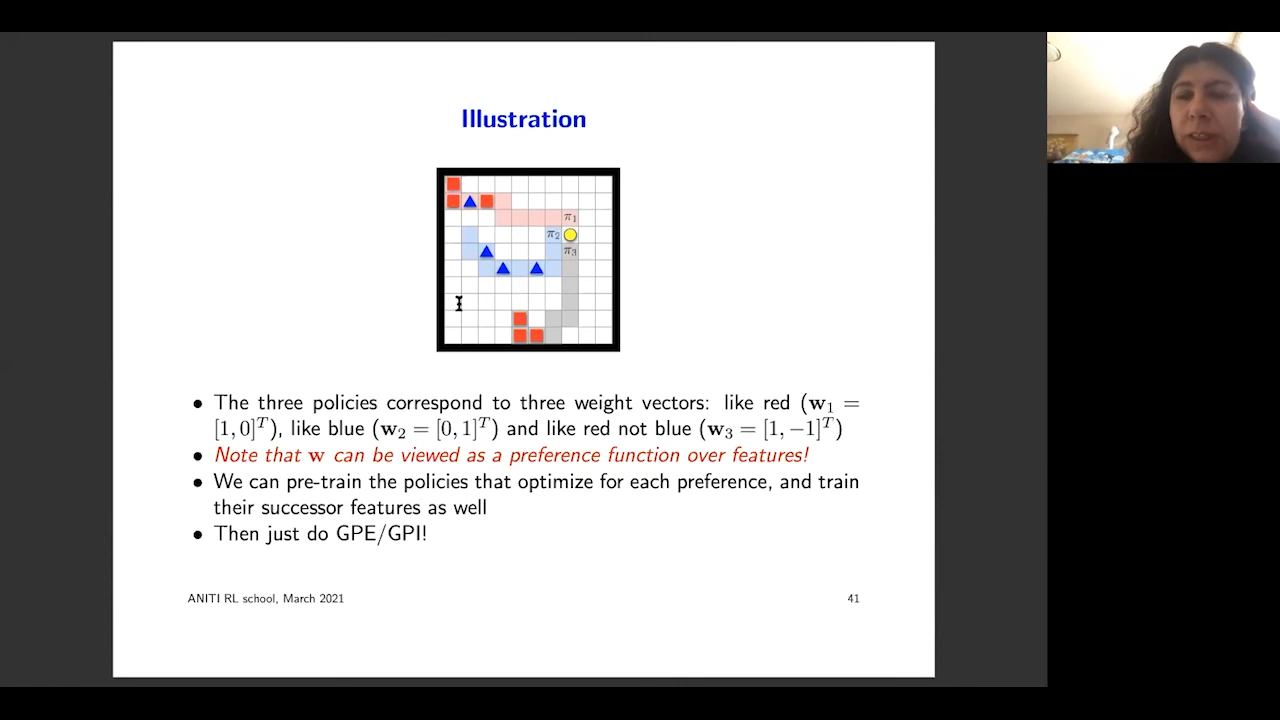 Illustration
π₁
π₂
π₃
• The three policies correspond to three weight vectors: like red (w₁ =
[1, 0]ᵀ), like blue (w₂ = [0, 1]ᵀ) and like red not blue (w₃ = [1, −1]ᵀ)
• Note that w can be viewed as a preference function over features!
• We can pre-train the policies that optimize for each preference, and train
their successor features as well
• Then just do GPE/GPI!
ANITI RL school, March 2021
41